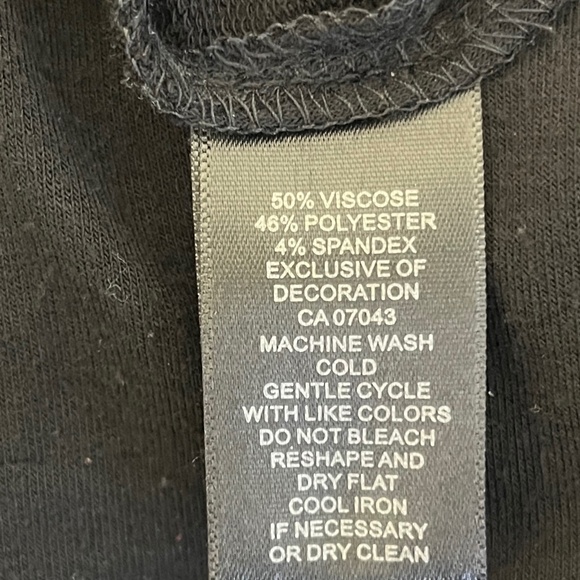 50% VISCOSE
46% POLYESTER
4% SPANDEX
EXCLUSIVE OF
DECORATION
CA 07043
MACHINE WASH
COLD
GENTLE CYCLE
WITH LIKE COLORS
DO NOT BLEACH
RESHAPE AND
DRY FLAT
COOL IRON
IF NECESSARY
OR DRY CLEAN